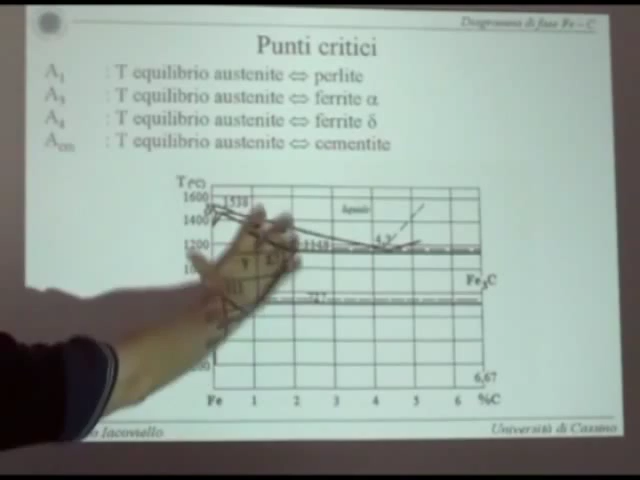 Diagrammi di fase Fe - C
Punti critici
A1 : T equilibrio austenite ⇔ perlite
A3 : T equilibrio austenite ⇔ ferrite α
A4 : T equilibrio austenite ⇔ ferrite δ
Acm : T equilibrio austenite ⇔ cementite
T(°C)
1600 1538
1400 4,3
1200 1148
γ
Fe3C
727
6,67
Fe 1 2 3 4 5 6 %C
Iacoviello Università di Cassino